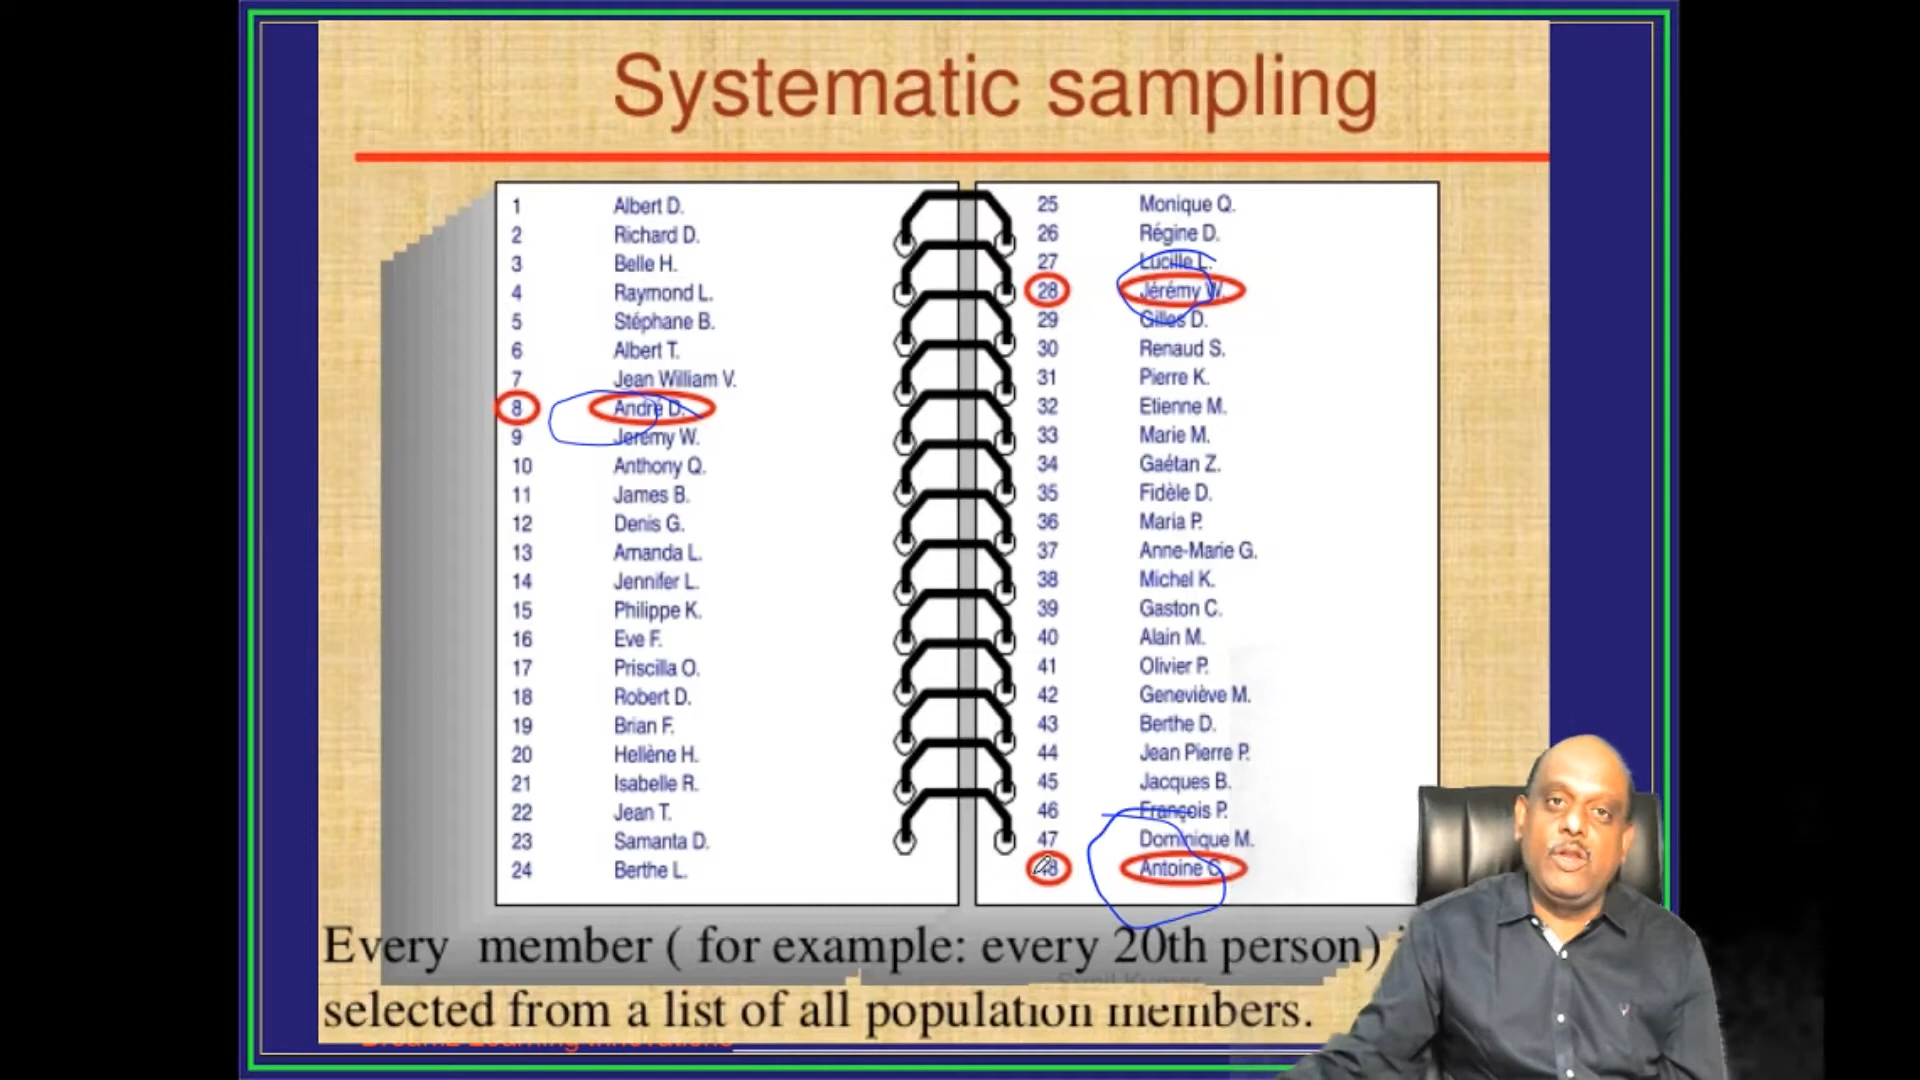 Systematic sampling
1 Albert D.
2 Richard D.
3 Belle H.
4 Raymond L.
5 Stéphane B.
6 Albert T.
7 Jean William V.
8 André D.
9 Jeremy W.
10 Anthony Q.
11 James B.
12 Denis G.
13 Amanda L.
14 Jennifer L.
15 Philippe K.
16 Eve F.
17 Priscilla O.
18 Robert D.
19 Brian F.
20 Hellène H.
21 Isabelle R.
22 Jean T.
23 Samanta D.
24 Berthe L.
25 Monique Q.
26 Régine D.
27 Lucille L.
28 Jérémy W.
29 Gilles D.
30 Renaud S.
31 Pierre K.
32 Etienne M.
33 Marie M.
34 Gaétan Z.
35 Fidèle D.
36 Maria P.
37 Anne-Marie G.
38 Michel K.
39 Gaston C.
40 Alain M.
41 Olivier P.
42 Geneviève M.
43 Berthe D.
44 Jean Pierre P.
45 Jacques B.
46 François P.
47 Dominique M.
48 Antoine C.
Every member ( for example: every 20th person)
selected from a list of all population members.